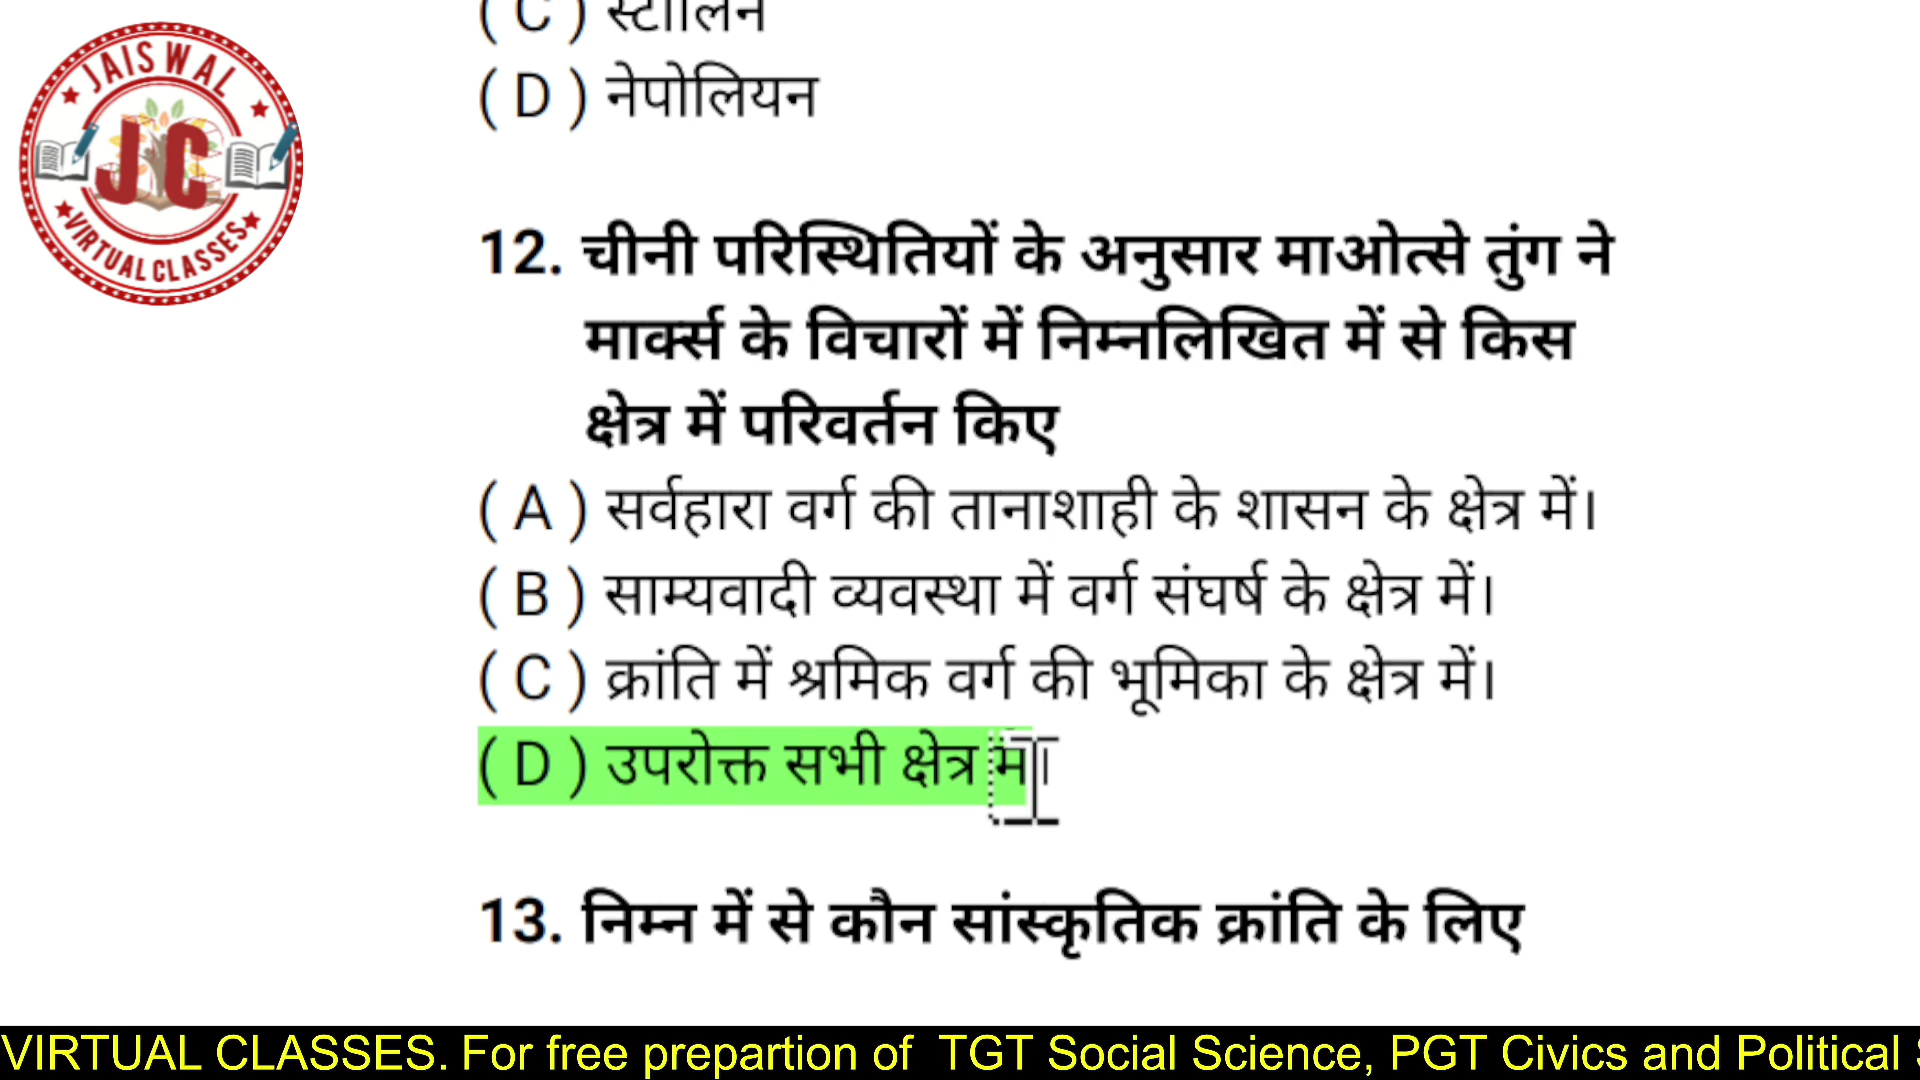 ( C ) स्टालिन
( D ) नेपोलियन
JAISWAL
JC
VIRTUAL CLASSES
12. चीनी परिस्थितियों के अनुसार माओत्से तुंग ने
मार्क्स के विचारों में निम्नलिखित में से किस
क्षेत्र में परिवर्तन किए
( A ) सर्वहारा वर्ग की तानाशाही के शासन के क्षेत्र में।
( B ) साम्यवादी व्यवस्था में वर्ग संघर्ष के क्षेत्र में।
( C ) क्रांति में श्रमिक वर्ग की भूमिका के क्षेत्र में।
( D ) उपरोक्त सभी क्षेत्र में।
13. निम्न में से कौन सांस्कृतिक क्रांति के लिए
VIRTUAL CLASSES. For free prepartion of TGT Social Science, PGT Civics and Political